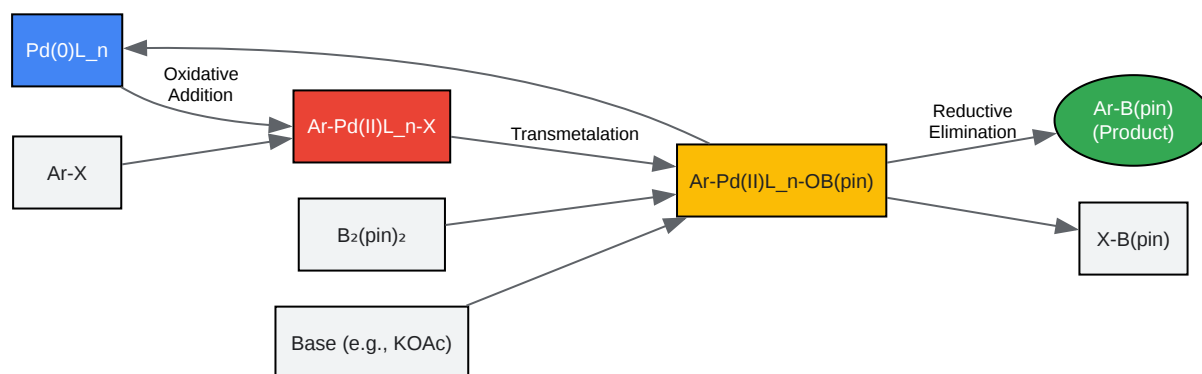 Pd(0)L_n
Oxidative
Addition
Ar-X
Ar-Pd(II)L_n-X
Transmetalation
B₂(pin)₂
Base (e.g., KOAc)
Ar-Pd(II)L_n-OB(pin)
Reductive
Elimination
Ar-B(pin)
(Product)
X-B(pin)